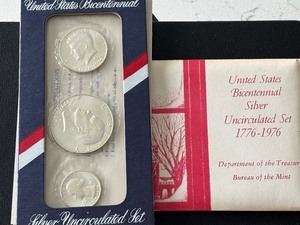 United States Bicentennial
Silver Uncirculated Set
United States
Bicentennial
Silver
Uncirculated Set
1776-1976
Department of the Treasur
Bureau of the Mint